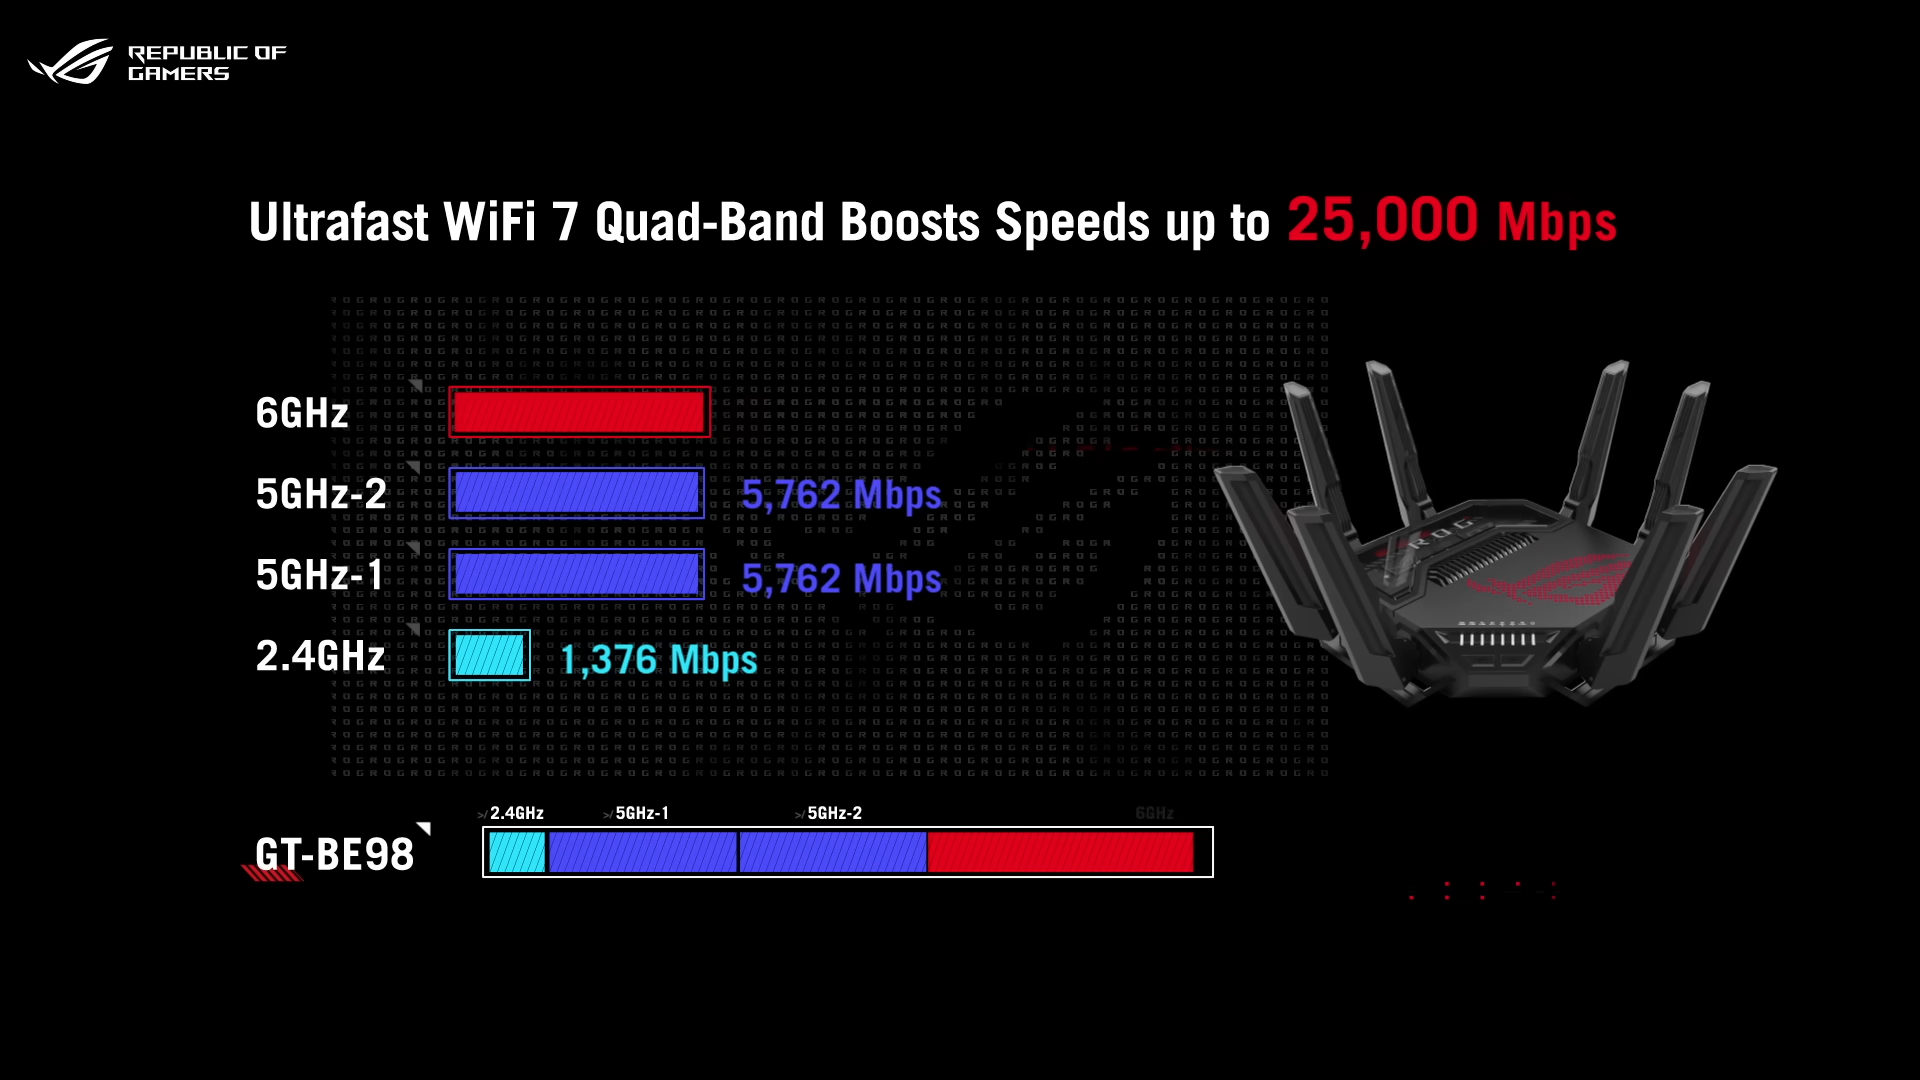 REPUBLIC OF
GAMERS
Ultrafast WiFi 7 Quad-Band Boosts Speeds up to 25,000 Mbps
6GHz
5GHz-2 5,762 Mbps
5GHz-1 5,762 Mbps
2.4GHz 1,376 Mbps
ROG
>/ 2.4GHz >/ 5GHz-1 >/ 5GHz-2 6GHz
GT-BE98